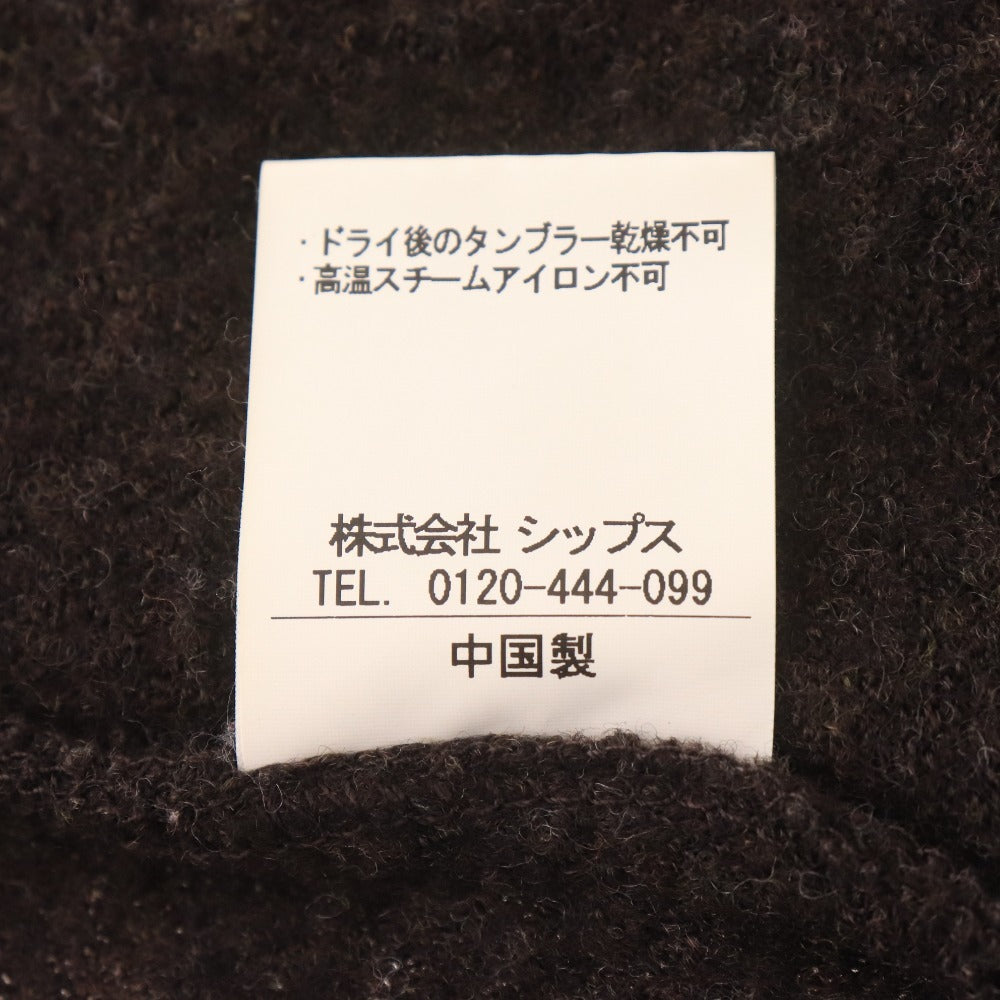 ・ドライ後のタンブラー乾燥不可
・高温スチームアイロン不可
株式会社 シップス
TEL. 0120-444-099
中国製